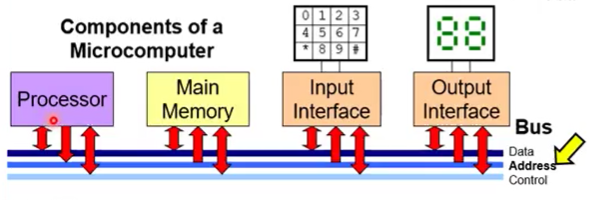 Components of a
Microcomputer
0 1 2 3
4 5 6 7
* 8 9 #
88
Processor
Main
Memory
Input
Interface
Output
Interface
Bus
Data
Address
Control